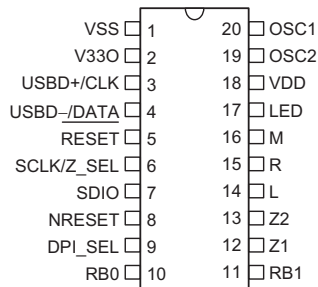 VSS 1 20 OSC1
V33O 2 19 OSC2
USBD+/CLK 3 18 VDD
USBD–/DATA 4 17 LED
RESET 5 16 M
SCLK/Z_SEL 6 15 R
SDIO 7 14 L
NRESET 8 13 Z2
DPI_SEL 9 12 Z1
RB0 10 11 RB1